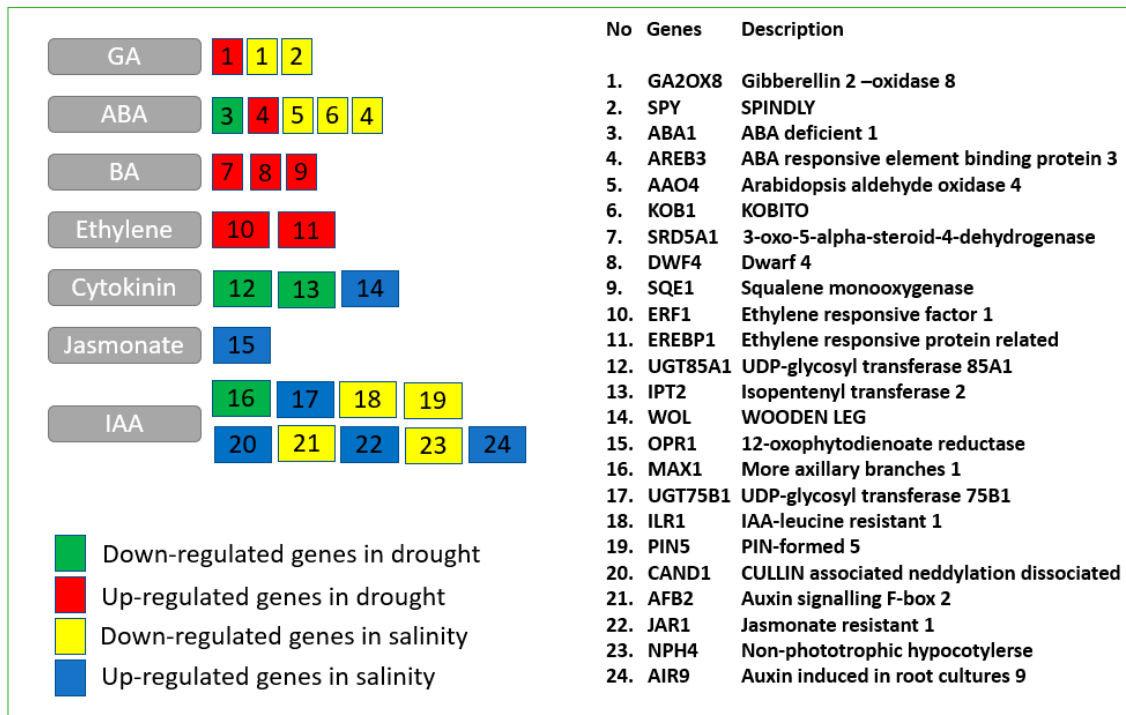 GA 1 1 2
ABA 3 4 5 6 4
BA 7 8 9
Ethylene 10 11
Cytokinin 12 13 14
Jasmonate 15
IAA 16 17 18 19
20 21 22 23 24
Down-regulated genes in drought
Up-regulated genes in drought
Down-regulated genes in salinity
Up-regulated genes in salinity
No Genes Description
1. GA2OX8 Gibberellin 2 –oxidase 8
2. SPY SPINDLY
3. ABA1 ABA deficient 1
4. AREB3 ABA responsive element binding protein 3
5. AAO4 Arabidopsis aldehyde oxidase 4
6. KOB1 KOBITO
7. SRD5A1 3-oxo-5-alpha-steroid-4-dehydrogenase
8. DWF4 Dwarf 4
9. SQE1 Squalene monooxygenase
10. ERF1 Ethylene responsive factor 1
11. EREBP1 Ethylene responsive protein related
12. UGT85A1 UDP-glycosyl transferase 85A1
13. IPT2 Isopentenyl transferase 2
14. WOL WOODEN LEG
15. OPR1 12-oxophytodienoate reductase
16. MAX1 More axillary branches 1
17. UGT75B1 UDP-glycosyl transferase 75B1
18. ILR1 IAA-leucine resistant 1
19. PIN5 PIN-formed 5
20. CAND1 CULLIN associated neddylation dissociated
21. AFB2 Auxin signalling F-box 2
22. JAR1 Jasmonate resistant 1
23. NPH4 Non-phototrophic hypocotylerse
24. AIR9 Auxin induced in root cultures 9